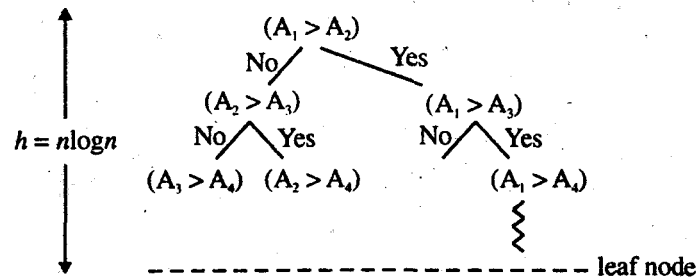 (A₁ > A₂)
No Yes
(A₂ > A₃) (A₁ > A₃)
h = nlogn
No Yes No Yes
(A₃ > A₄) (A₂ > A₄) (A₁ > A₄)
leaf node